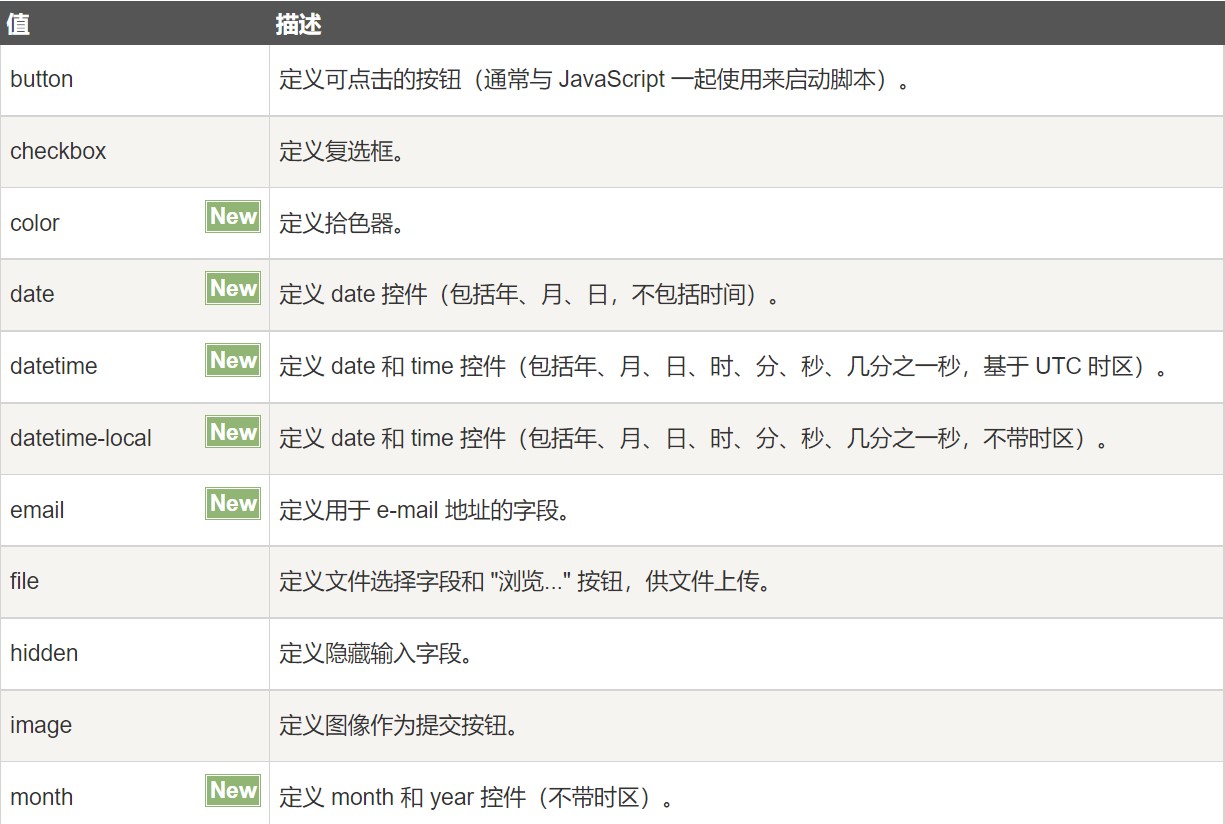 值 描述
button 定义可点击的按钮（通常与 JavaScript 一起使用来启动脚本）。
checkbox 定义复选框。
color New 定义拾色器。
date New 定义 date 控件（包括年、月、日，不包括时间）。
datetime New 定义 date 和 time 控件（包括年、月、日、时、分、秒、几分之一秒，基于 UTC 时区）。
datetime-local New 定义 date 和 time 控件（包括年、月、日、时、分、秒、几分之一秒，不带时区）。
email New 定义用于 e-mail 地址的字段。
file 定义文件选择字段和 "浏览..." 按钮，供文件上传。
hidden 定义隐藏输入字段。
image 定义图像作为提交按钮。
month New 定义 month 和 year 控件（不带时区）。